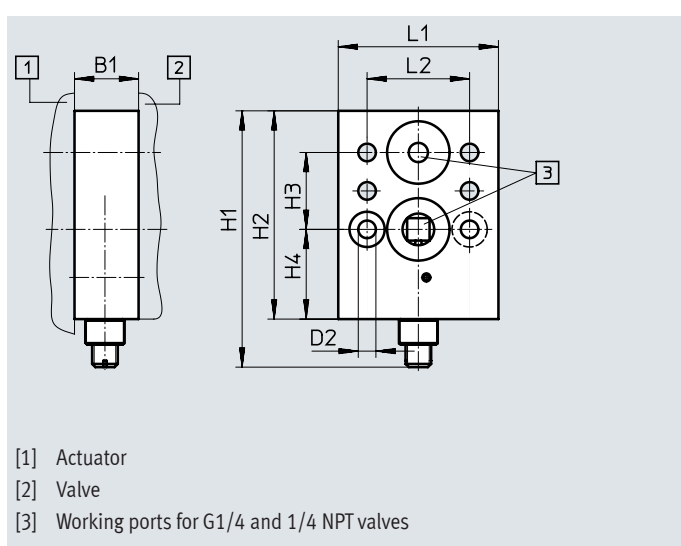 L1
1
B1
2
L2
3
H1
H2
H3
H4
D2
[1] Actuator
[2] Valve
[3] Working ports for G1/4 and 1/4 NPT valves